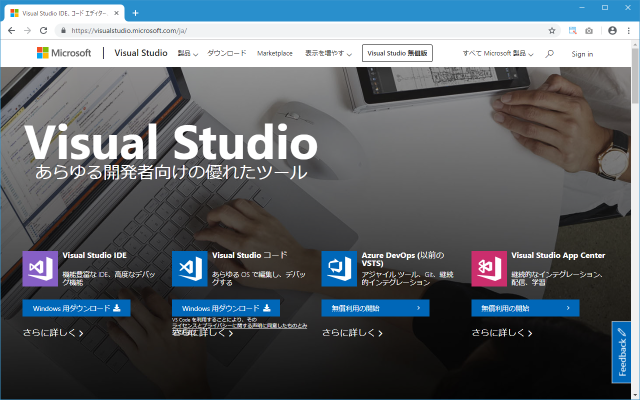 Visual Studio IDE、コード エディター、
https://visualstudio.microsoft.com/ja/
Microsoft
Visual Studio
製品
ダウンロード
Marketplace
表示を増やす
Visual Studio 無償版
すべて Microsoft 製品
Sign in
Visual Studio
あらゆる開発者向けの優れたツール
Visual Studio IDE
機能豊富な IDE、高度なデバッ
グ機能
Windows 用ダウンロード
さらに詳しく
Visual Studio コード
あらゆる OS で編集し、デバッ
グする
Windows 用ダウンロード
VS Code を利用することにより、その
ライセンスとプライバシーに関する声明に同意したものとみ
さらに詳しく
Azure DevOps (以前の
VSTS)
アジャイル ツール、Git、継続
的インテグレーション
無償利用の開始
さらに詳しく
Visual Studio App Center
継続的なインテグレーション、
配信、学習
無償利用の開始
さらに詳しく
Feedback